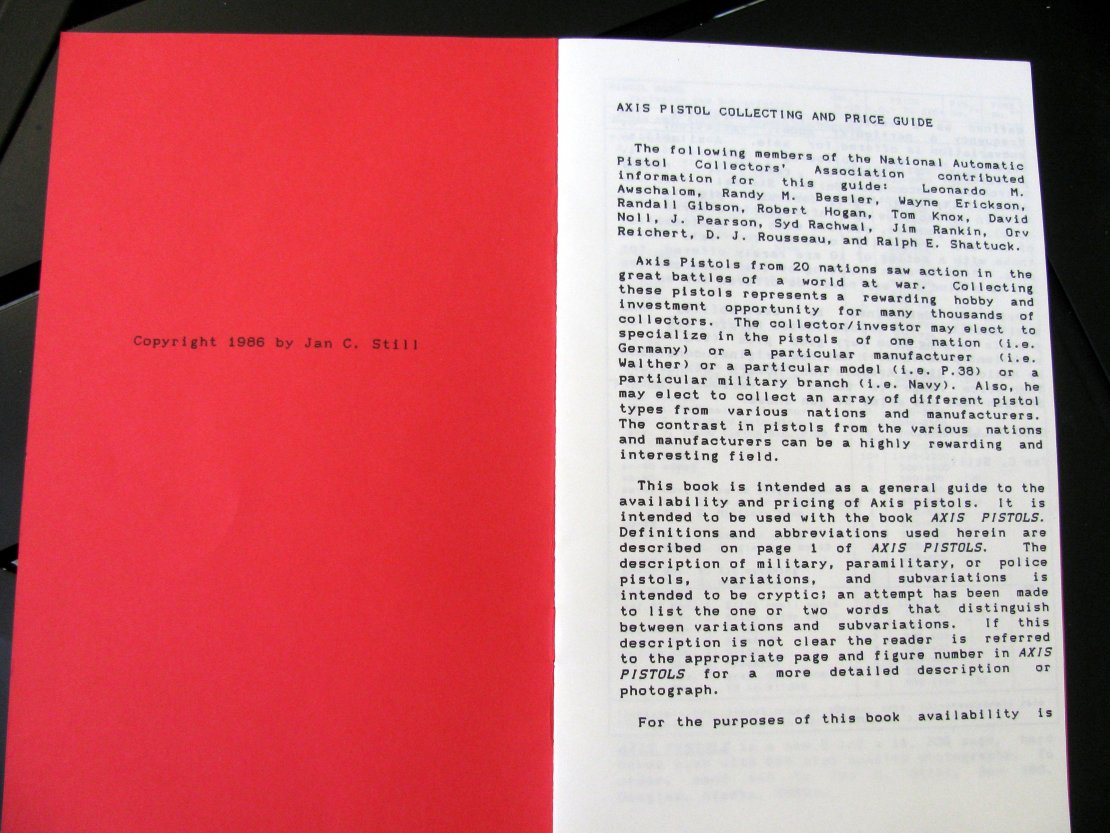 Copyright 1986 by Jan C. Still
AXIS PISTOL COLLECTING AND PRICE GUIDE
The following members of the National Automatic
Pistol Collectors' Association contributed
information for this guide: Leonardo M.
Awschalom, Randy M. Bessler, Wayne Erickson,
Randall Gibson, Robert Hogan, Tom Knox, David
Noll, J. Pearson, Syd Rachwal, Jim Rankin, Orv
Reichert, D. J. Rousseau, and Ralph E. Shattuck.
Axis Pistols from 20 nations saw action in the
great battles of a world at war. Collecting
these pistols represents a rewarding hobby and
investment opportunity for many thousands of
collectors. The collector/investor may elect to
specialize in the pistols of one nation (i.e.
Germany) or a particular manufacturer (i.e.
Walther) or a particular model (i.e. P.38) or a
particular military branch (i.e. Navy). Also, he
may elect to collect an array of different pistol
types from various nations and manufacturers.
The contrast in pistols from the various nations
and manufacturers can be a highly rewarding and
interesting field.
This book is intended as a general guide to the
availability and pricing of Axis pistols. It is
intended to be used with the book AXIS PISTOLS.
Definitions and abbreviations used herein are
described on page 1 of AXIS PISTOLS. The
description of military, paramilitary, or police
pistols, variations, and subvariations is
intended to be cryptic; an attempt has been made
to list the one or two words that distinguish
between variations and subvariations. If this
description is not clear the reader is referred
to the appropriate page and figure number in AXIS
PISTOLS for a more detailed description or
photograph.
For the purposes of this book availability is